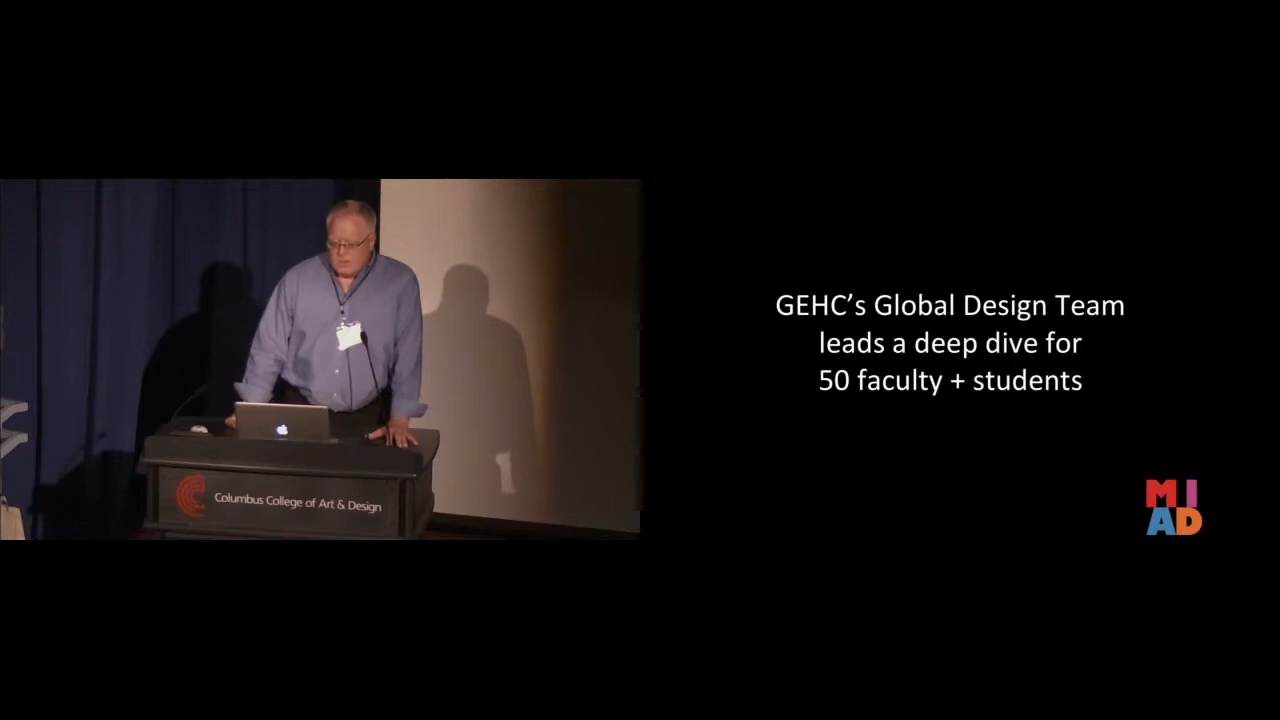 Columbus College of Art & Design
GEHC’s Global Design Team
leads a deep dive for
50 faculty + students
MI
AD